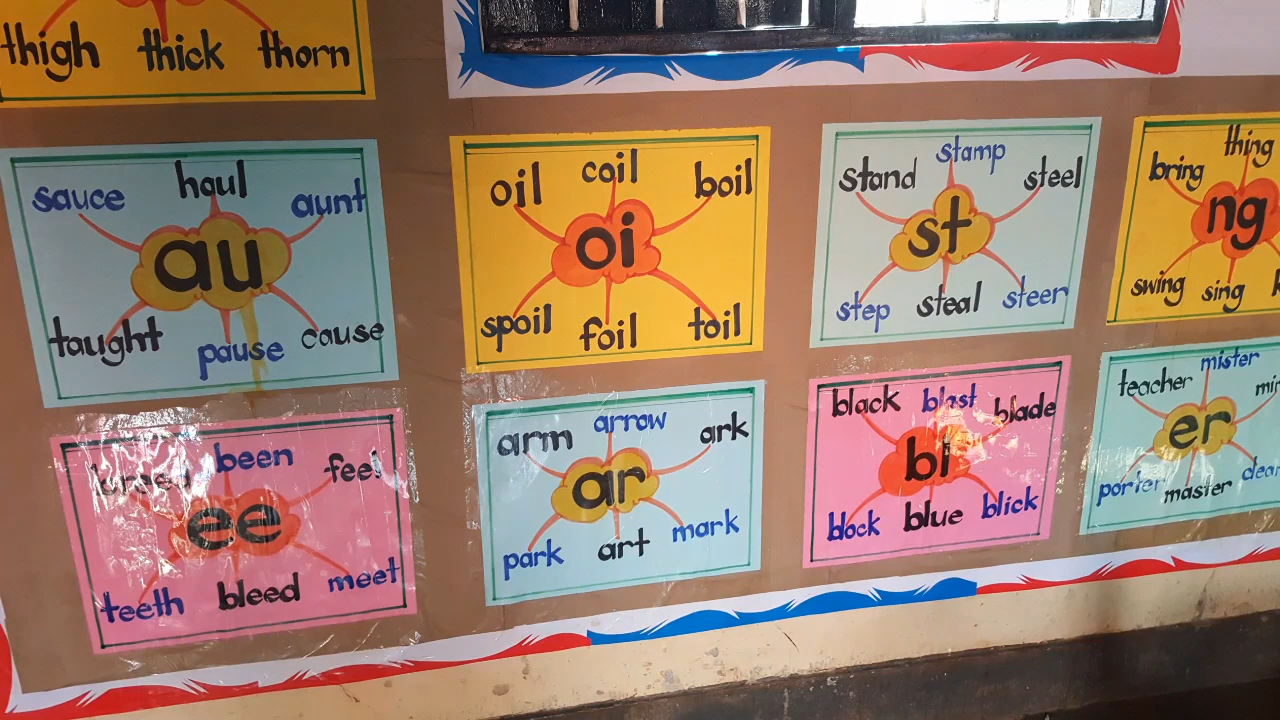 thigh thick thorn
sauce haul aunt
au
taught pause cause
oil coil boil
oi
spoil foil toil
stand stamp steel
st
step steal steer
bring thing
ng
swing sing
been feel
ee
teeth bleed meet
arm arrow ark
ar
park art mark
black blast blade
bl
block blue blick
teacher mister
er
porter master